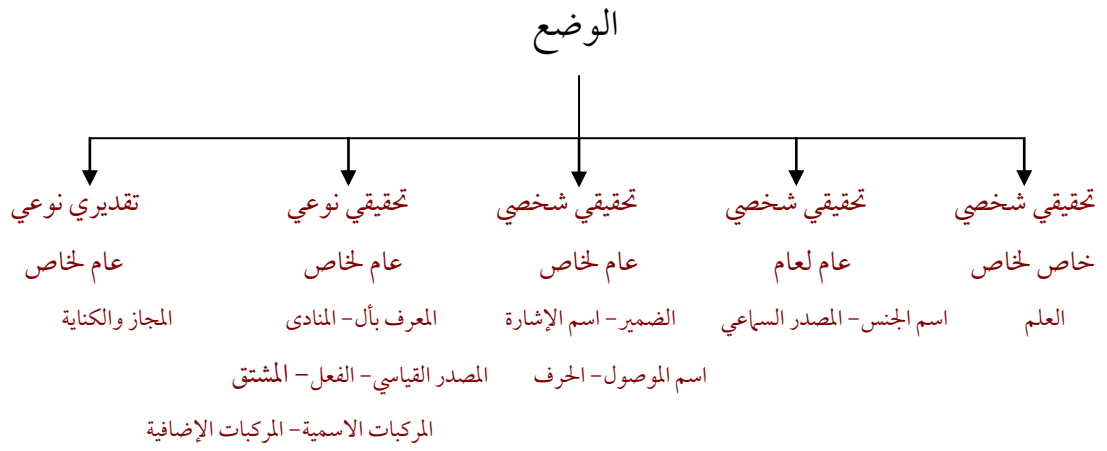 الوضع
تحقيقي شخصي
خاص لخاص
العلم
تحقيقي شخصي
عام لعام
اسم الجنس- المصدر السماعي
تحقيقي شخصي
عام لخاص
الضمير- اسم الإشارة
اسم الموصول- الحرف
تحقيقي نوعي
عام لخاص
المعرف بأل- المنادى
المصدر القياسي- الفعل- المشتق
المركبات الاسمية- المركبات الإضافية
تقديري نوعي
عام لخاص
المجاز والكناية